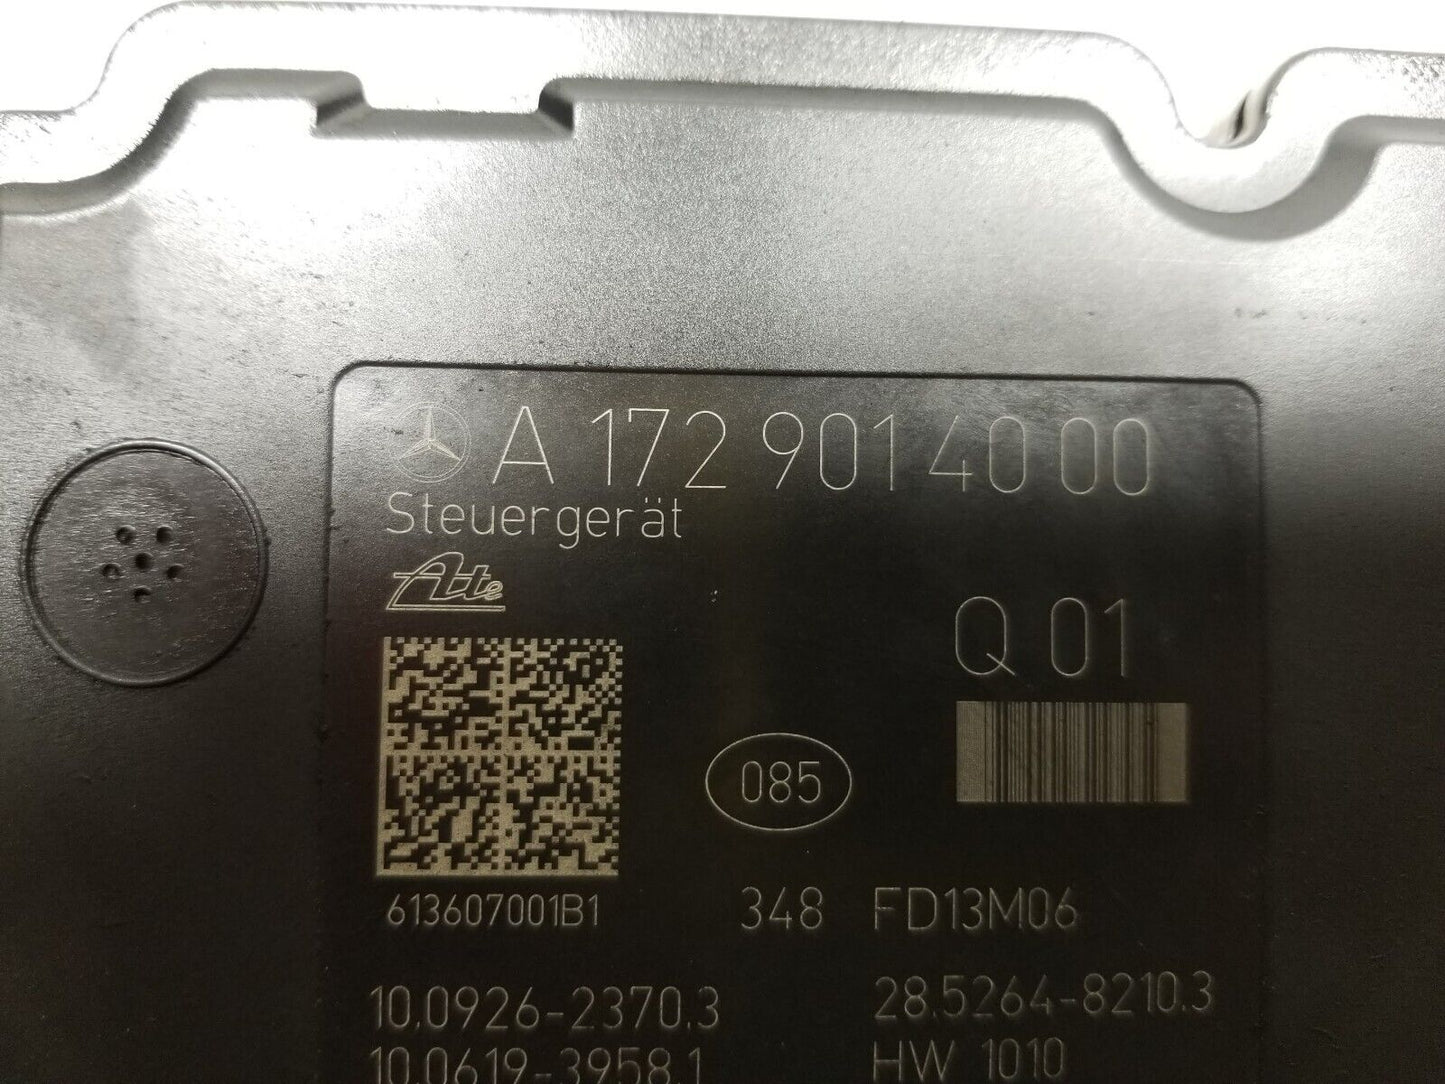 A 172 901 40 00
Steuergerät
Ate
Q 01
085
613607001B1 348 FD13M06
10.0926-2370.3 28.5264-8210.3
10.0619-3958.1 HW 1010